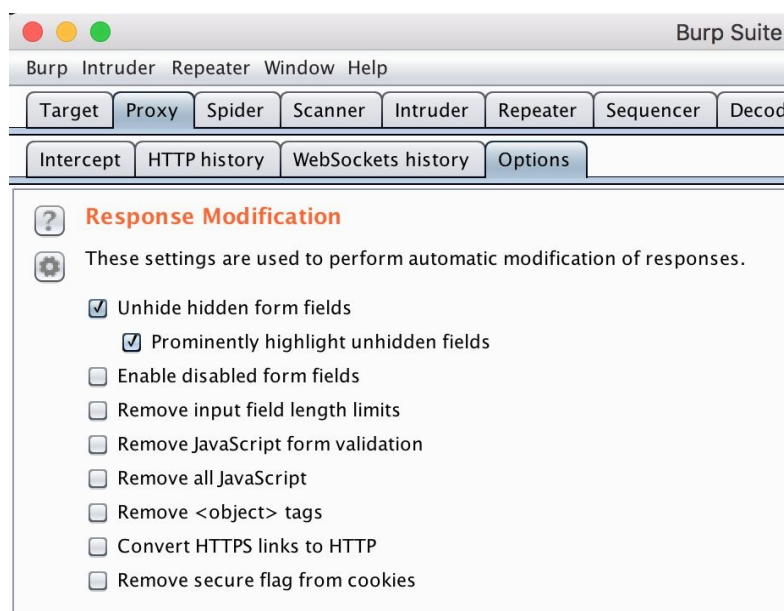 Burp Suite
Burp Intruder Repeater Window Help
Target Proxy Spider Scanner Intruder Repeater Sequencer Decod
Intercept HTTP history WebSockets history Options
? Response Modification
These settings are used to perform automatic modification of responses.
Unhide hidden form fields
Prominently highlight unhidden fields
Enable disabled form fields
Remove input field length limits
Remove JavaScript form validation
Remove all JavaScript
Remove <object> tags
Convert HTTPS links to HTTP
Remove secure flag from cookies